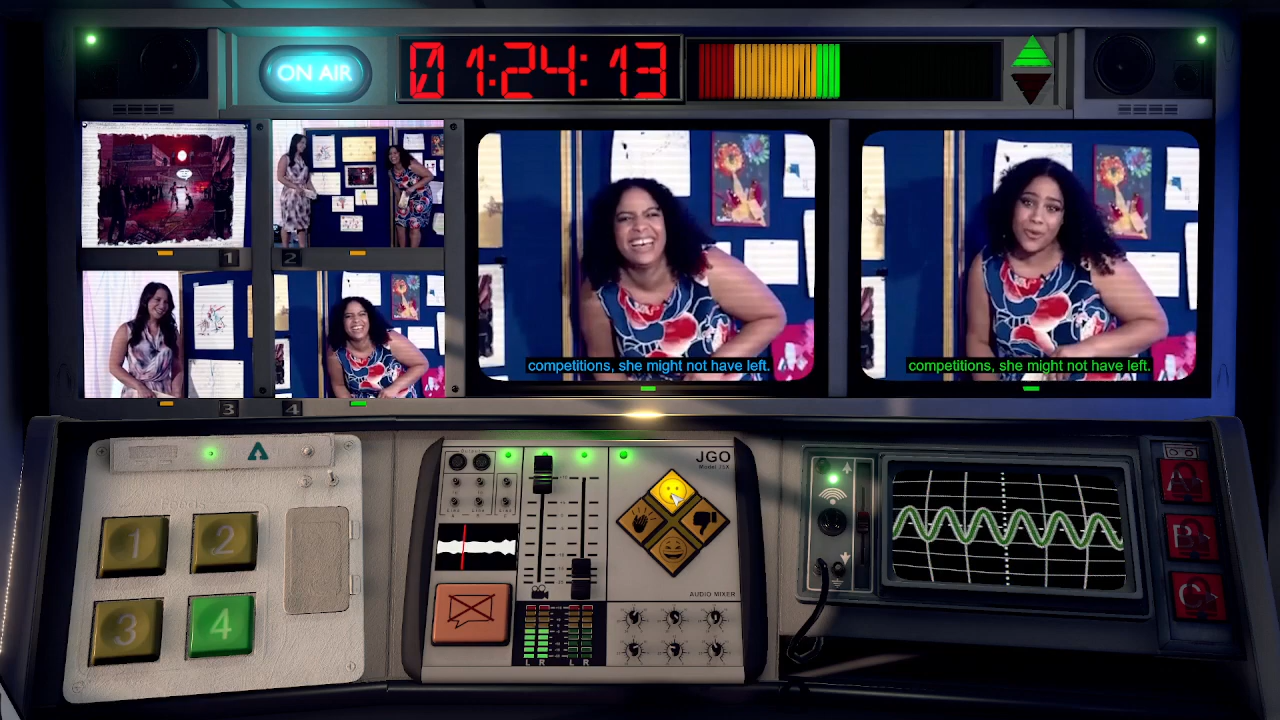 ON AIR
01:24:13
1
2
3
4
competitions, she might not have left.
competitions, she might not have left.
JGO
1
2
3
4
AUDIO MIXER
L R L R
A
B
C